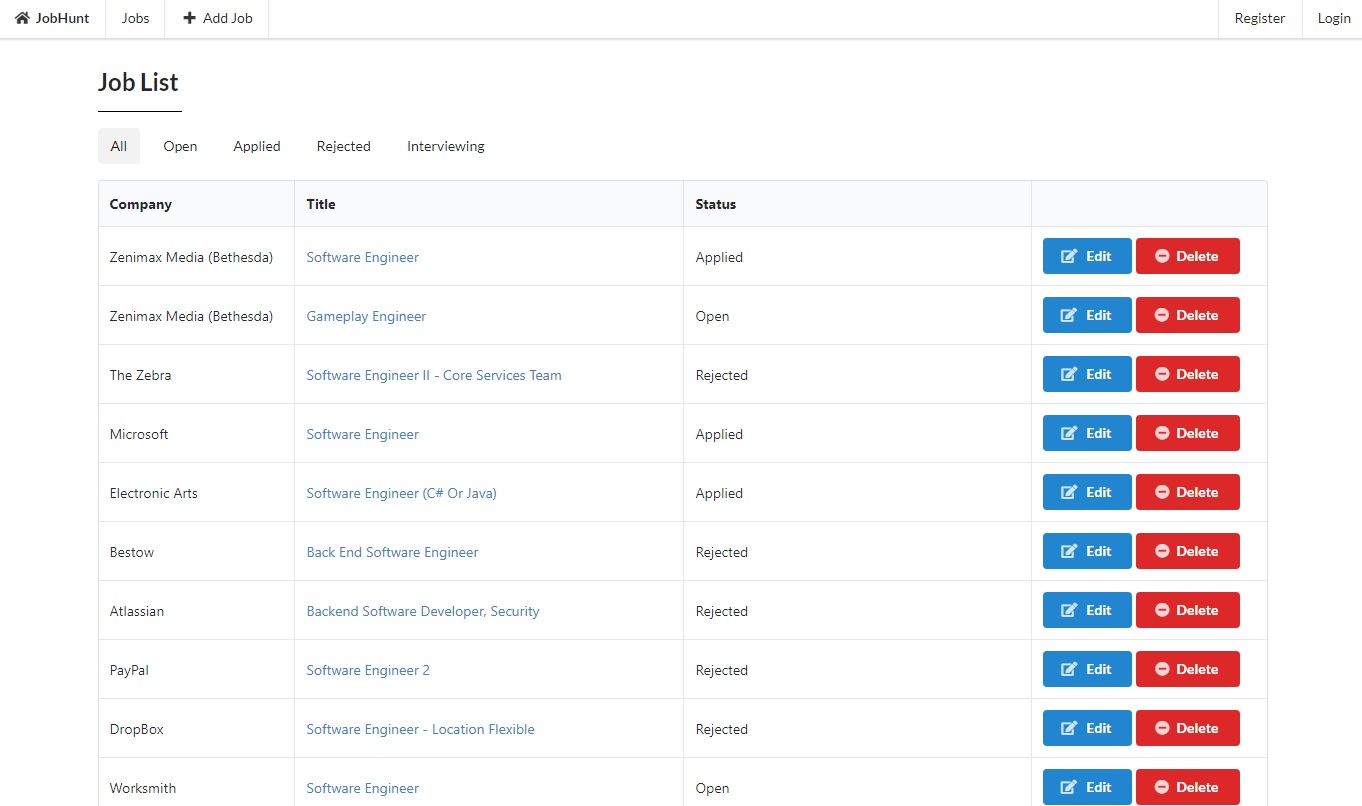 JobHunt Jobs Add Job Register Login
Job List
All Open Applied Rejected Interviewing
Company Title Status
Zenimax Media (Bethesda) Software Engineer Applied Edit Delete
Zenimax Media (Bethesda) Gameplay Engineer Open Edit Delete
The Zebra Software Engineer II - Core Services Team Rejected Edit Delete
Microsoft Software Engineer Applied Edit Delete
Electronic Arts Software Engineer (C# Or Java) Applied Edit Delete
Bestow Back End Software Engineer Rejected Edit Delete
Atlassian Backend Software Developer, Security Rejected Edit Delete
PayPal Software Engineer 2 Rejected Edit Delete
DropBox Software Engineer - Location Flexible Rejected Edit Delete
Worksmith Software Engineer Open Edit Delete